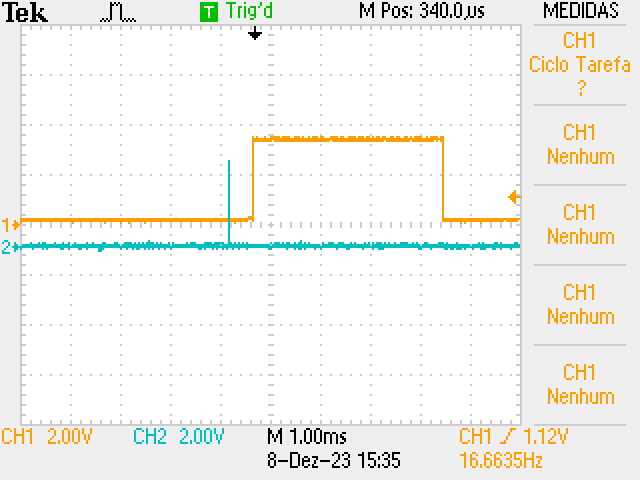 Tek
T Trig'd
M Pos: 340.0µs
MEDIDAS
CH1
Ciclo Tarefa
?
CH1
Nenhum
CH1
Nenhum
CH1
Nenhum
CH1
Nenhum
1
2
CH1 2.00V
CH2 2.00V
M 1.00ms
CH1 / 1.12V
8-Dez-23 15:35
16.6635Hz